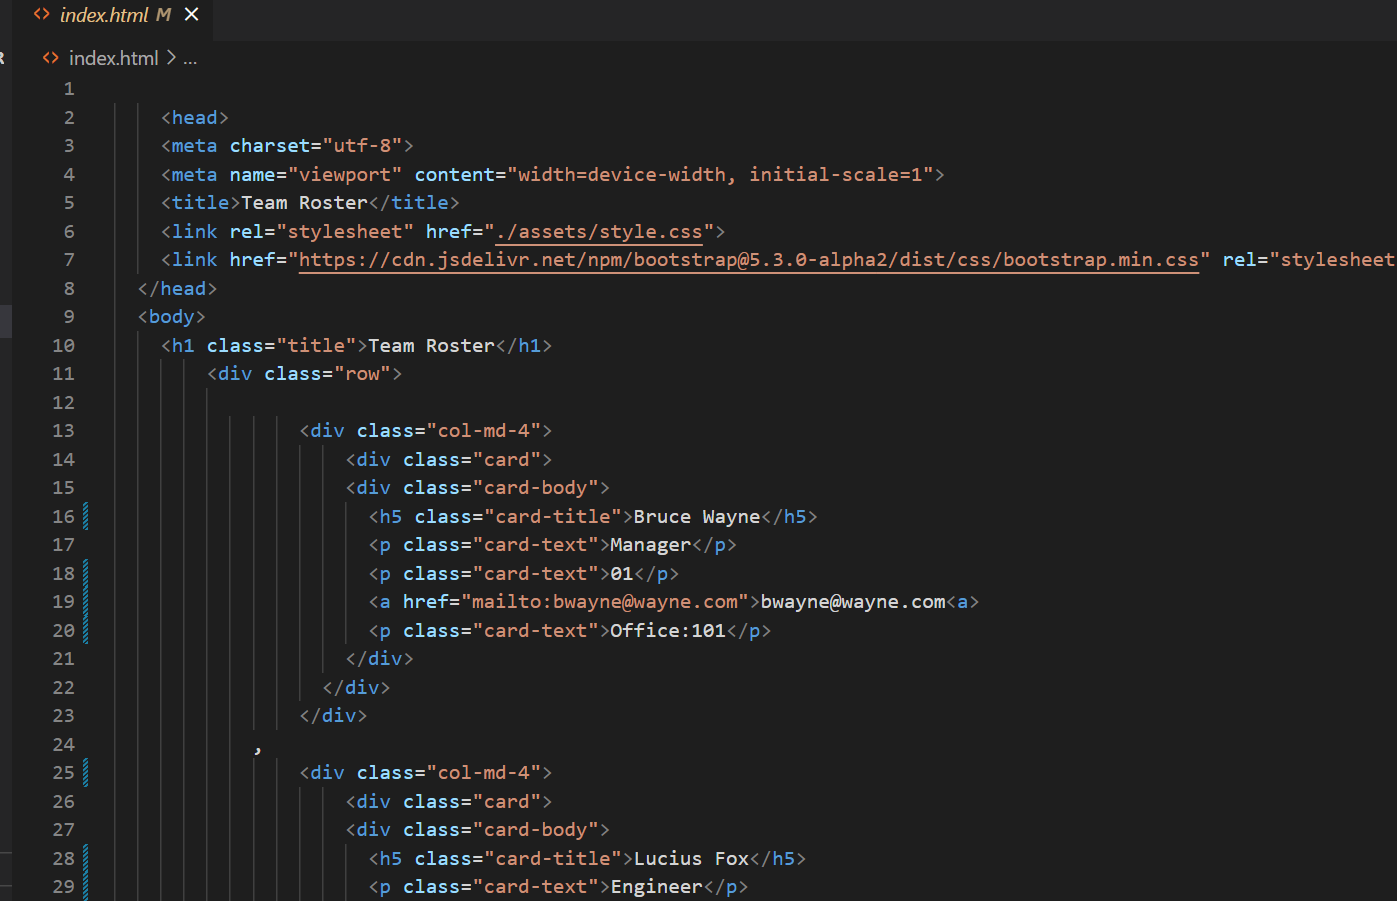 index.html M
R
index.html > ...
1
2 <head>
3 <meta charset="utf-8">
4 <meta name="viewport" content="width=device-width, initial-scale=1">
5 <title>Team Roster</title>
6 <link rel="stylesheet" href="./assets/style.css">
7 <link href="https://cdn.jsdelivr.net/npm/bootstrap@5.3.0-alpha2/dist/css/bootstrap.min.css" rel="stylesheet
8 </head>
9 <body>
10 <h1 class="title">Team Roster</h1>
11 <div class="row">
12
13 <div class="col-md-4">
14 <div class="card">
15 <div class="card-body">
16 <h5 class="card-title">Bruce Wayne</h5>
17 <p class="card-text">Manager</p>
18 <p class="card-text">01</p>
19 <a href="mailto:bwayne@wayne.com">bwayne@wayne.com<a>
20 <p class="card-text">Office:101</p>
21 </div>
22 </div>
23 </div>
24 ,
25 <div class="col-md-4">
26 <div class="card">
27 <div class="card-body">
28 <h5 class="card-title">Lucius Fox</h5>
29 <p class="card-text">Engineer</p>